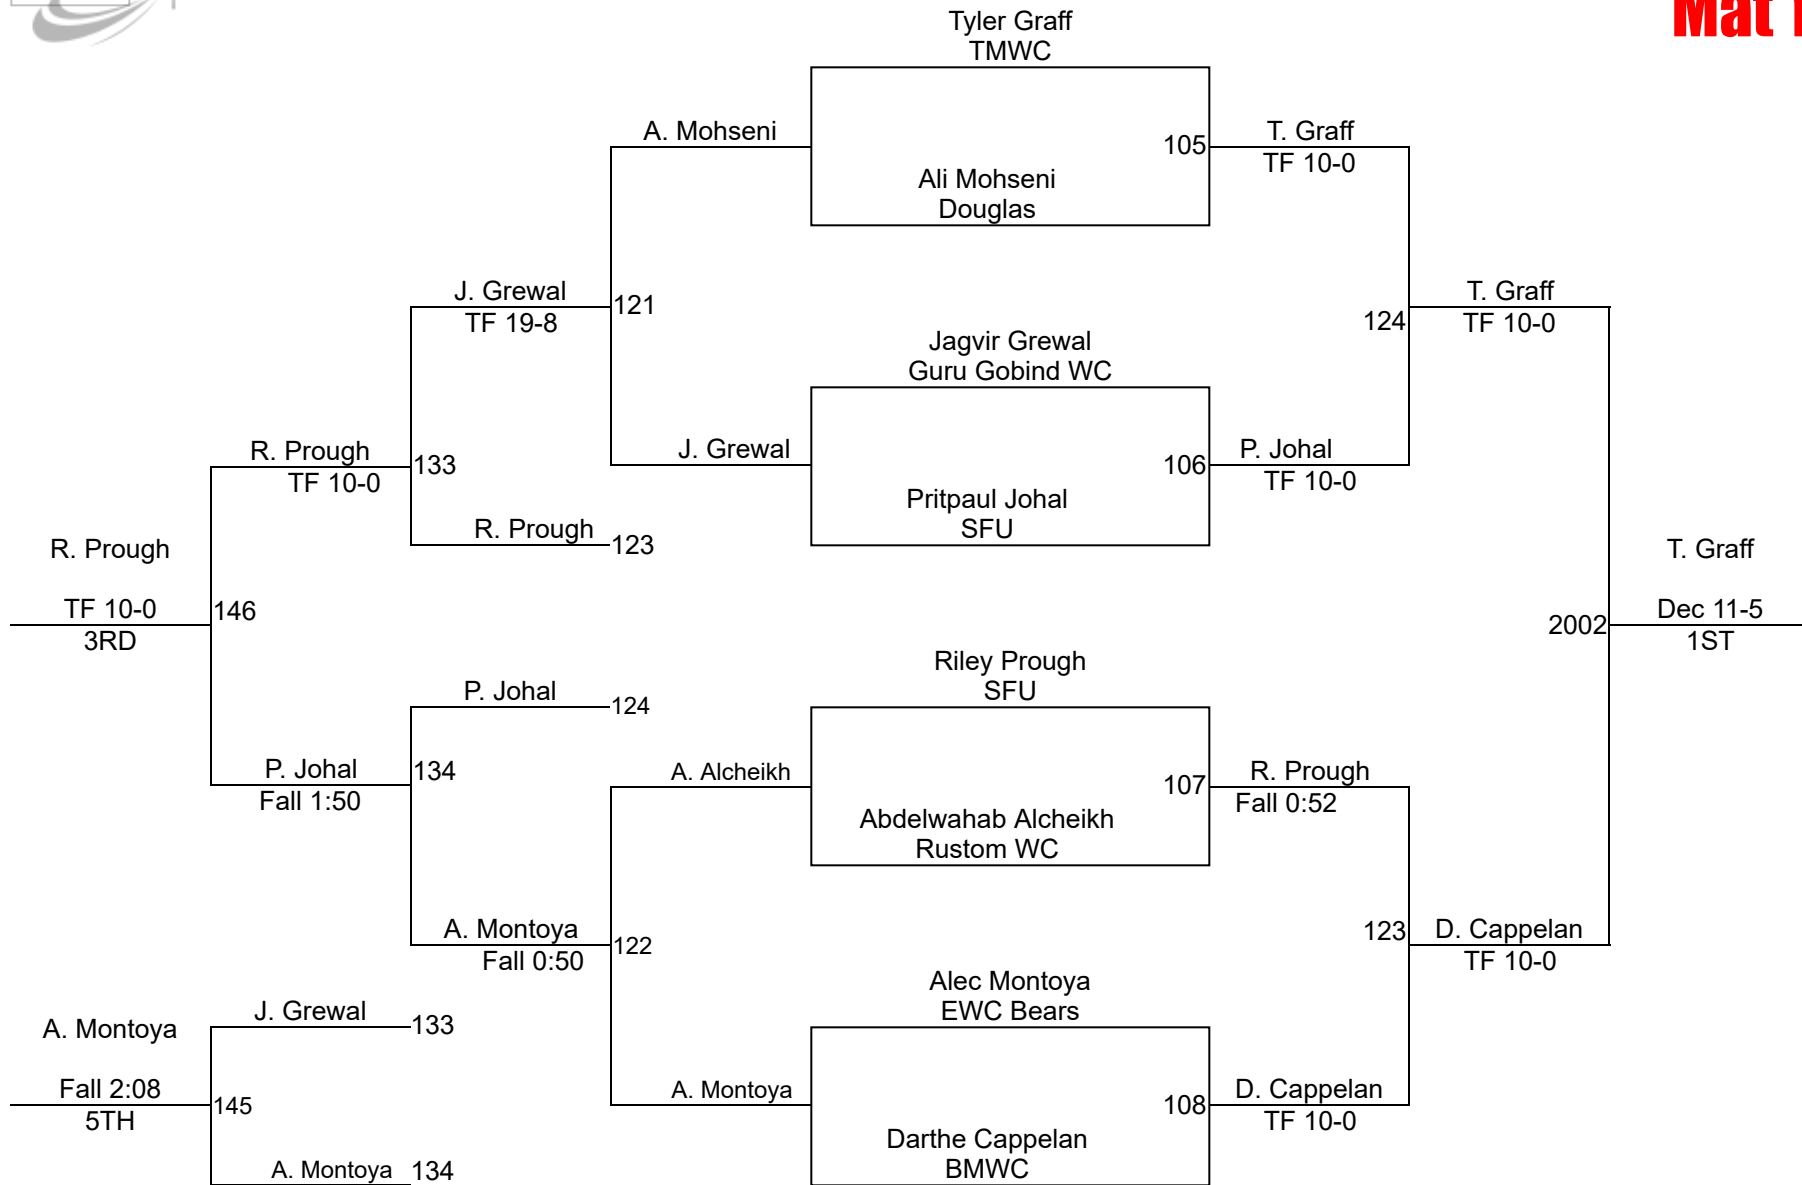 Tyler Graff
TMWC
Mat
A. Mohseni
105
T. Graff
TF 10-0
Ali Mohseni
Douglas
J. Grewal
TF 19-8
121
T. Graff
TF 10-0
124
Jagvir Grewal
Guru Gobind WC
R. Prough
TF 10-0
133
J. Grewal
106
P. Johal
TF 10-0
Pritpaul Johal
SFU
R. Prough
123
R. Prough
TF 10-0
3RD
146
T. Graff
2002
Dec 11-5
1ST
Riley Prough
SFU
P. Johal
124
P. Johal
Fall 1:50
134
A. Alcheikh
107
R. Prough
Fall 0:52
Abdelwahab Alcheikh
Rustom WC
A. Montoya
Fall 0:50
122
123
D. Cappelan
TF 10-0
Alec Montoya
EWC Bears
J. Grewal
133
A. Montoya
Fall 2:08
5TH
145
A. Montoya
108
D. Cappelan
TF 10-0
Darthe Cappelan
BMWC
A. Montoya
134